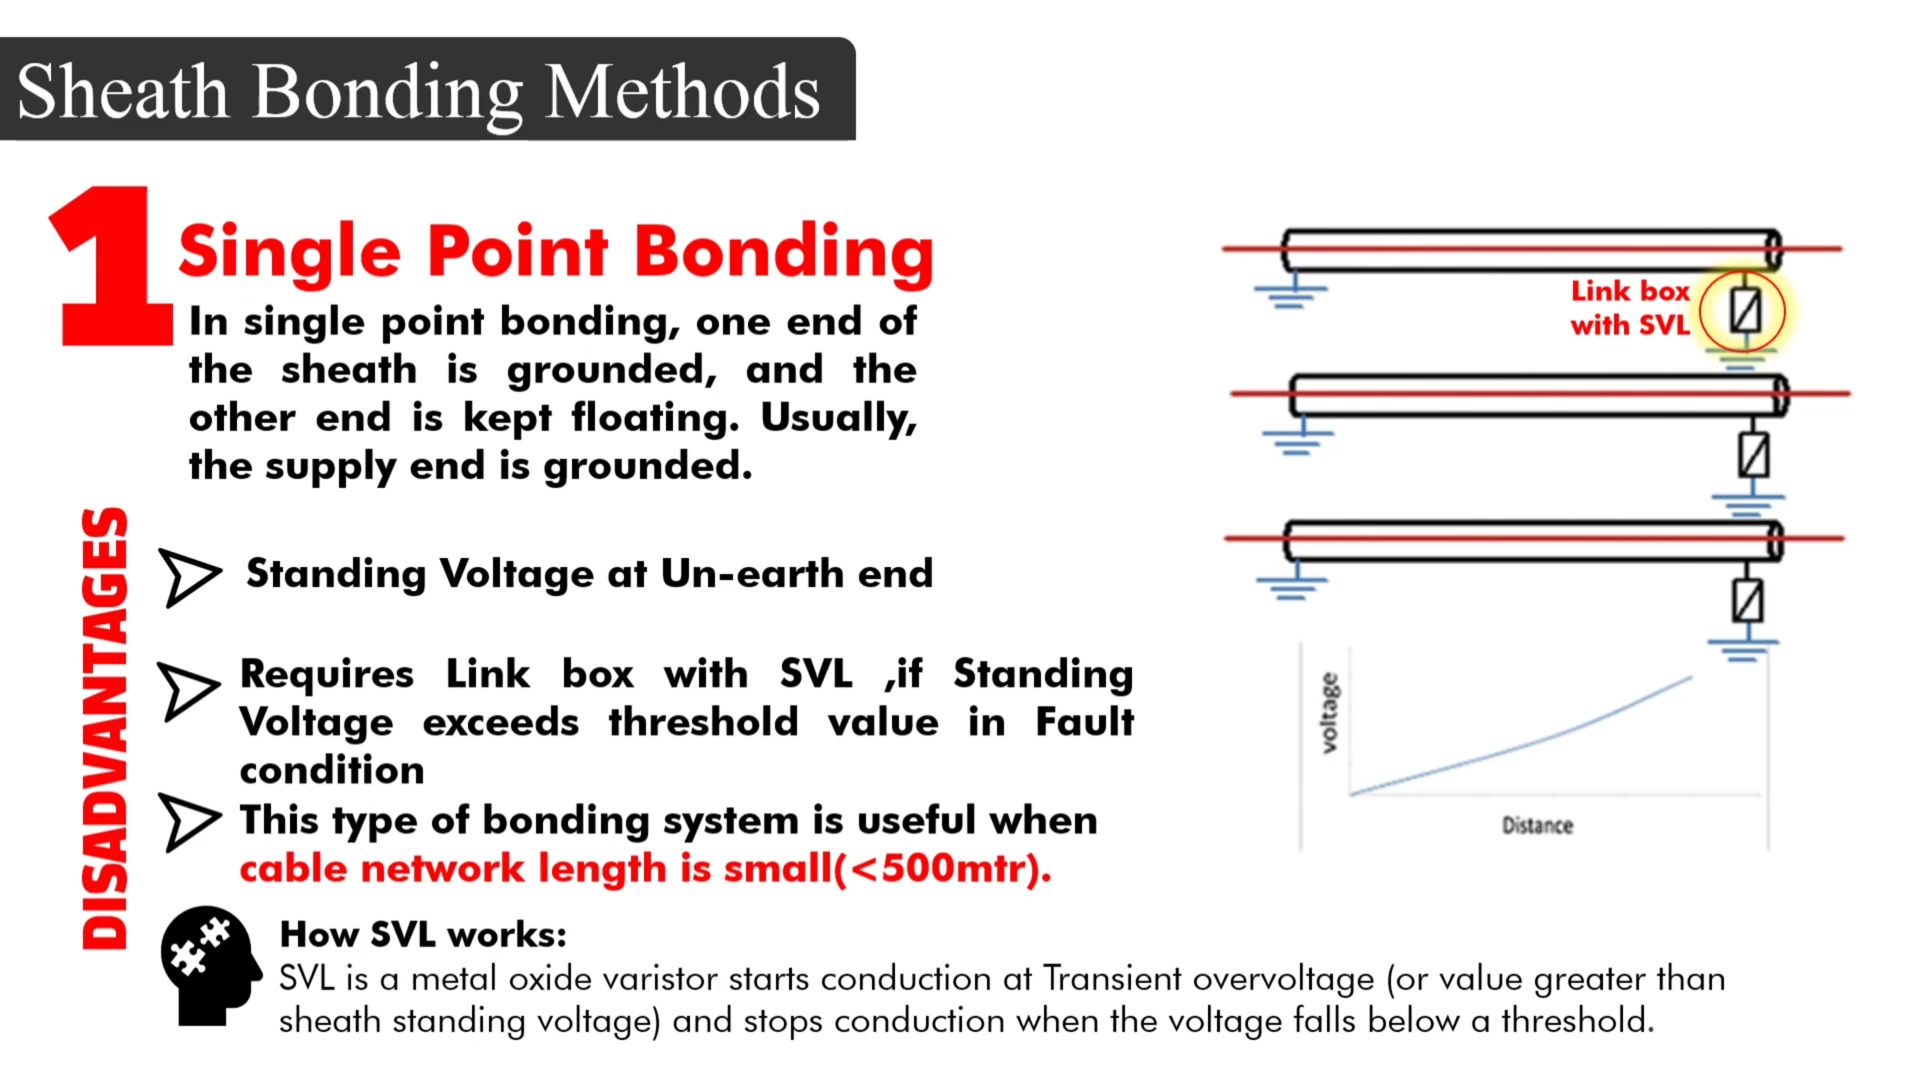 Sheath Bonding Methods
1
Single Point Bonding
In single point bonding, one end of
the sheath is grounded, and the
other end is kept floating. Usually,
the supply end is grounded.
DISADVANTAGES
Standing Voltage at Un-earth end
Requires Link box with SVL ,if Standing
Voltage exceeds threshold value in Fault
condition
This type of bonding system is useful when
cable network length is small(<500mtr).
How SVL works:
SVL is a metal oxide varistor starts conduction at Transient overvoltage (or value greater than
sheath standing voltage) and stops conduction when the voltage falls below a threshold.
Link box
with SVL
voltage
Distance